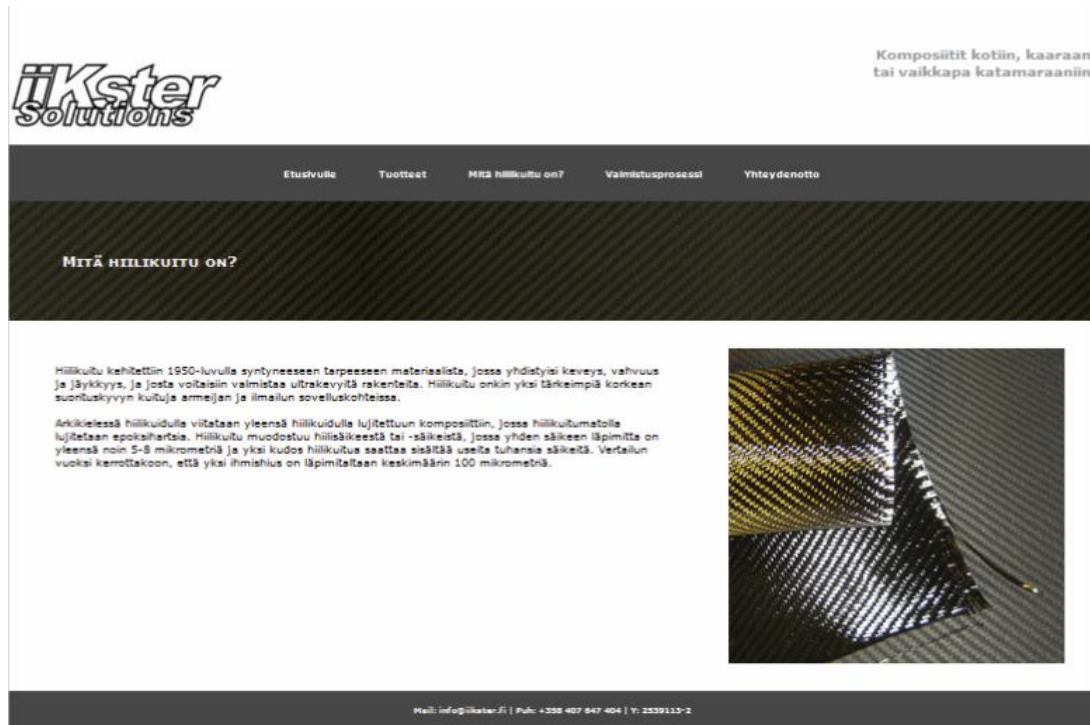 iiKster
Solutions
Komposiitit kotiin, kaaraan
tai vaikkapa katamaraaniin
Etusivulle Tuotteet Mitä hiilikuitu on? Valmistusprosessi Yhteydenotto
Mitä hiilikuitu on?
Hiilikuitu kehitettiin 1950-luvulla syntyneeseen tarpeeseen materiaalista, jossa yhdistyisi keveys, vahvuus
ja jäykkyys, ja josta voitaisiin valmistaa ultrakevyitä rakenteita. Hiilikuitu onkin yksi tärkeimpiä korkean
suorituskyvyn kuituja armeijan ja ilmailun sovelluskohteissa.
Arkikielessä hiilikuidulla viitataan yleensä hiilikuidulla lujitettuun komposiittiin, jossa hiilikuitumatolla
lujitetaan epoksihartsia. Hiilikuitu muodostuu hiilisäikeestä tai -säikeistä, jossa yhden säikeen läpimitta on
yleensä noin 5-8 mikrometriä ja yksi kudos hiilikuitua saattaa sisältää useita tuhansia säikeitä. Vertailun
vuoksi kerrottakoon, että yksi ihmishius on läpimitaltaan keskimäärin 100 mikrometriä.
Mail: info@iikster.fi | Puh: +358 407 647 404 | Y: 2539113-2